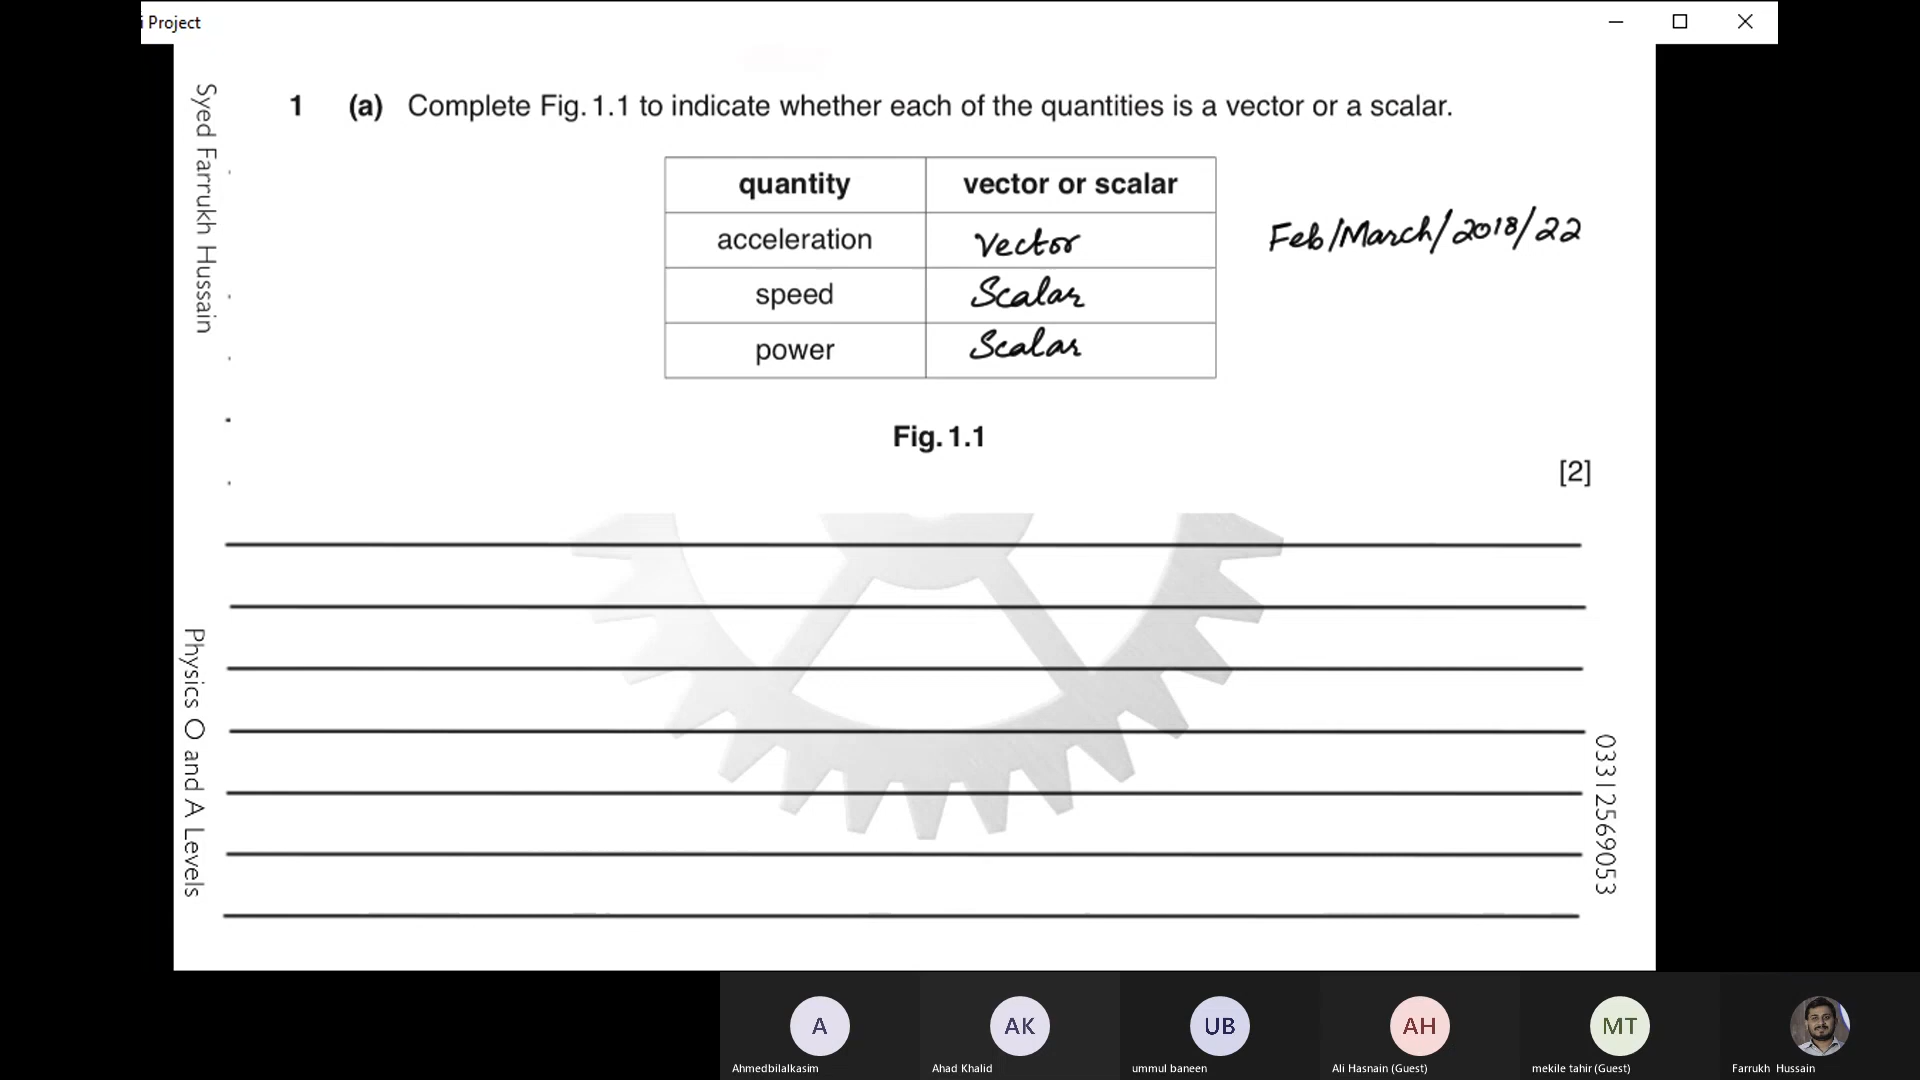 i Project
Syed Farrukh Hussain
1 (a) Complete Fig. 1.1 to indicate whether each of the quantities is a vector or a scalar.
quantity vector or scalar
acceleration Vector
speed Scalar
power Scalar
Feb/March/2018/22
Fig. 1.1
[2]
Physics O and A Levels
03312569053
A AK UB AH MT
Ahmedbilalkasim Ahad Khalid ummul baneen Ali Hasnain (Guest) mekile tahir (Guest) Farrukh Hussain